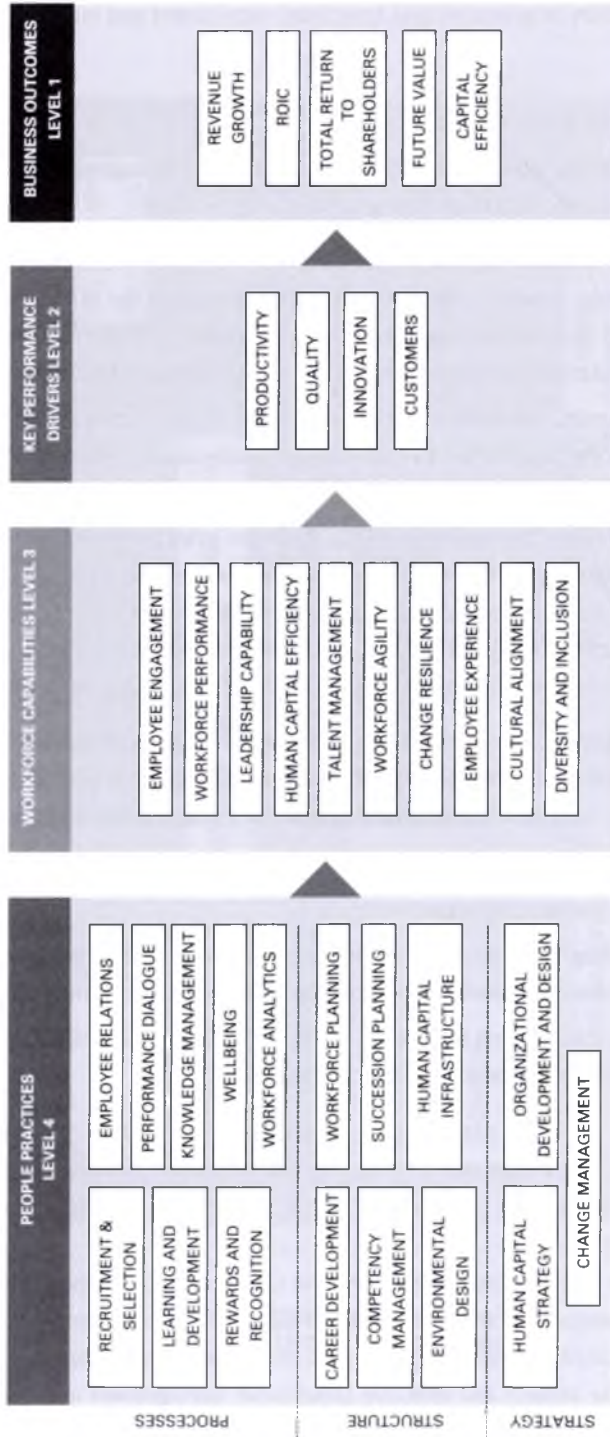 PEOPLE PRACTICES
LEVEL 4
PROCESSES
RECRUITMENT &
SELECTION
LEARNING AND
DEVELOPMENT
REWARDS AND
RECOGNITION
EMPLOYEE RELATIONS
PERFORMANCE DIALOGUE
KNOWLEDGE MANAGEMENT
WELLBEING
WORKFORCE ANALYTICS
STRUCTURE
CAREER DEVELOPMENT
COMPETENCY
MANAGEMENT
ENVIRONMENTAL
DESIGN
WORKFORCE PLANNING
SUCCESSION PLANNING
HUMAN CAPITAL
INFRASTRUCTURE
STRATEGY
HUMAN CAPITAL
STRATEGY
ORGANIZATIONAL
DEVELOPMENT AND DESIGN
CHANGE MANAGEMENT
WORKFORCE CAPABILITIES LEVEL 3
EMPLOYEE ENGAGEMENT
WORKFORCE PERFORMANCE
LEADERSHIP CAPABILITY
HUMAN CAPITAL EFFICIENCY
TALENT MANAGEMENT
WORKFORCE AGILITY
CHANGE RESILIENCE
EMPLOYEE EXPERIENCE
CULTURAL ALIGNMENT
DIVERSITY AND INCLUSION
KEY PERFORMANCE
DRIVERS LEVEL 2
PRODUCTIVITY
QUALITY
INNOVATION
CUSTOMERS
BUSINESS OUTCOMES
LEVEL 1
REVENUE
GROWTH
ROIC
TOTAL RETURN
TO
SHAREHOLDERS
FUTURE VALUE
CAPITAL
EFFICIENCY